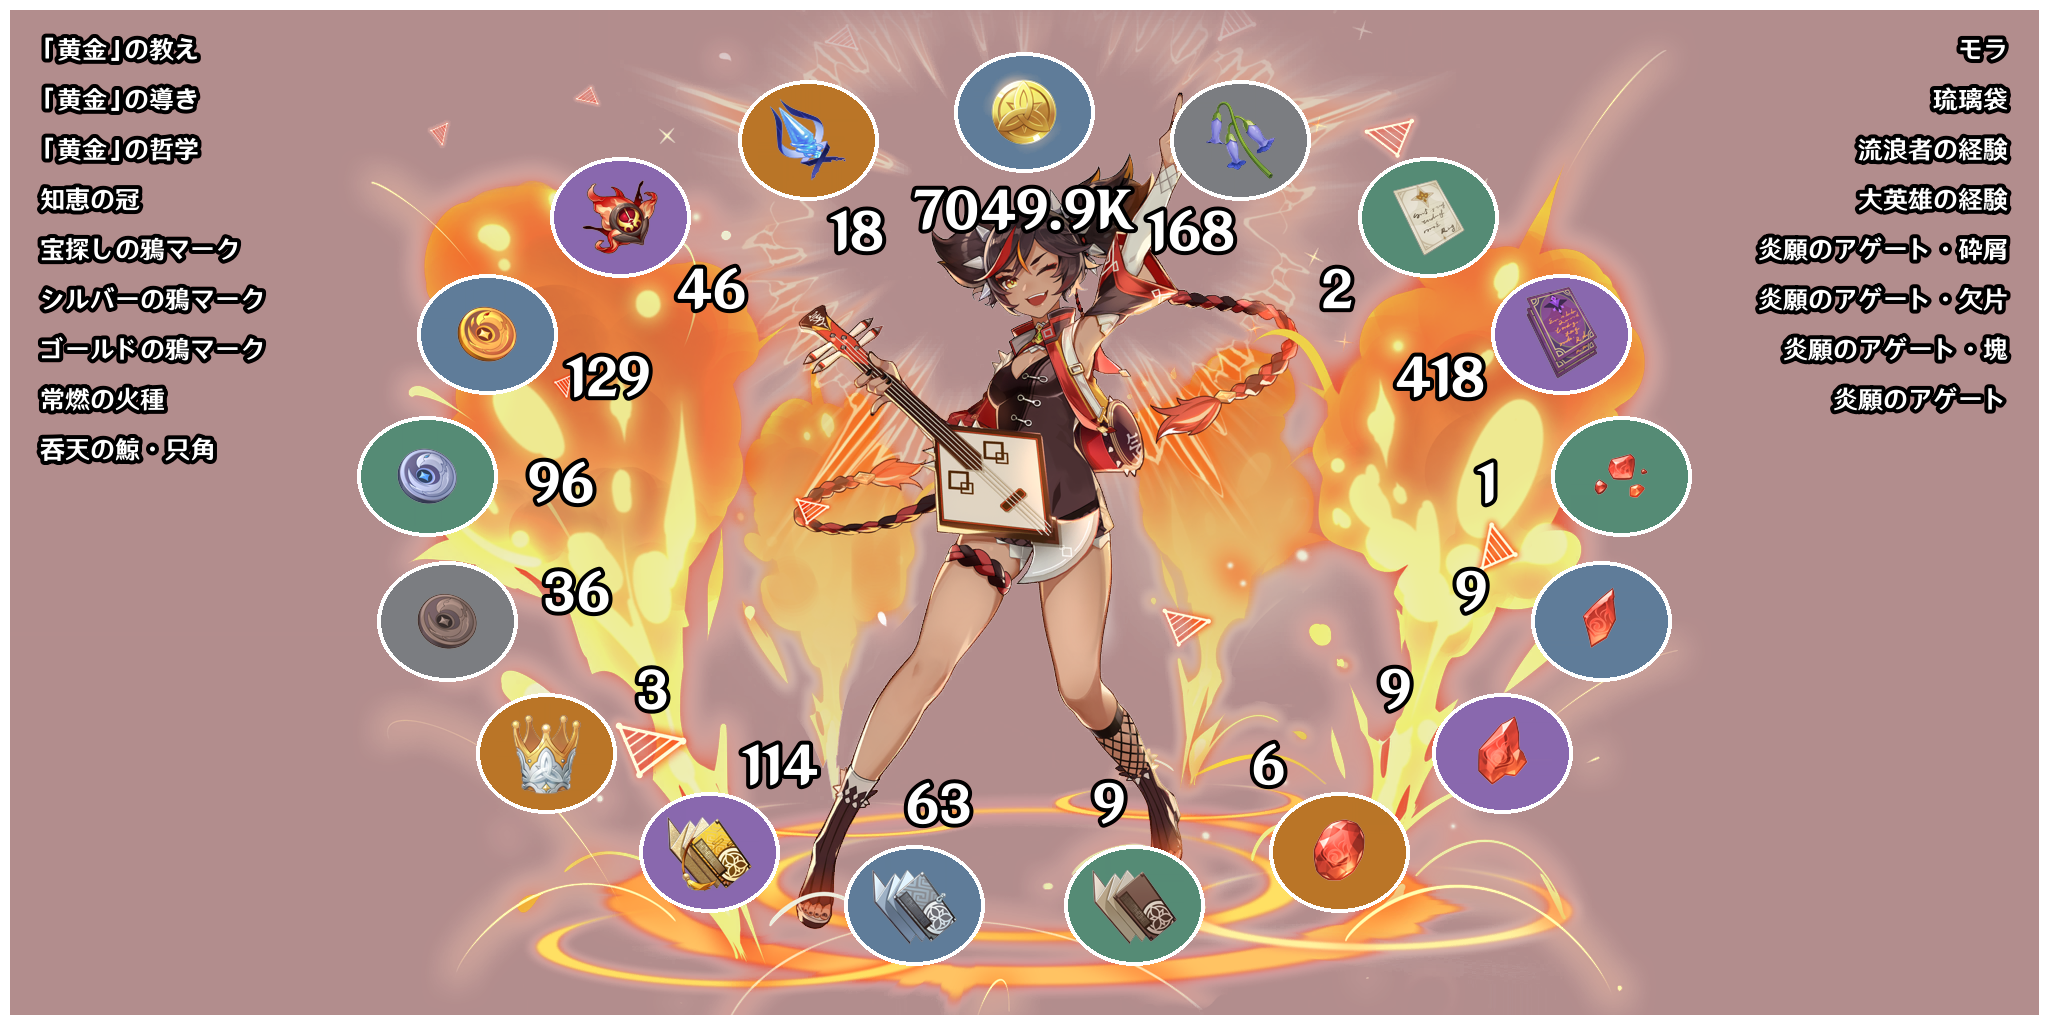 「黄金」の教え
「黄金」の導き
「黄金」の哲学
知恵の冠
宝探しの鴉マーク
シルバーの鴉マーク
ゴールドの鴉マーク
常燃の火種
呑天の鯨・只角
モラ
琉璃袋
流浪者の経験
大英雄の経験
炎願のアゲート・砕屑
炎願のアゲート・欠片
炎願のアゲート・塊
炎願のアゲート
7049.9K
168
2
418
1
9
9
6
9
63
114
3
36
96
129
46
18